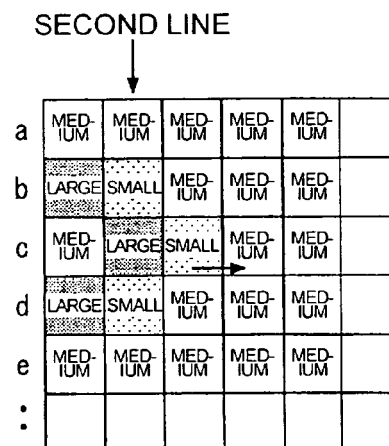 SECOND LINE
a MED-IUM MED-IUM MED-IUM MED-IUM MED-IUM
b LARGE SMALL MED-IUM MED-IUM MED-IUM
c MED-IUM LARGE SMALL MED-IUM MED-IUM
d LARGE SMALL MED-IUM MED-IUM MED-IUM
e MED-IUM MED-IUM MED-IUM MED-IUM MED-IUM
: